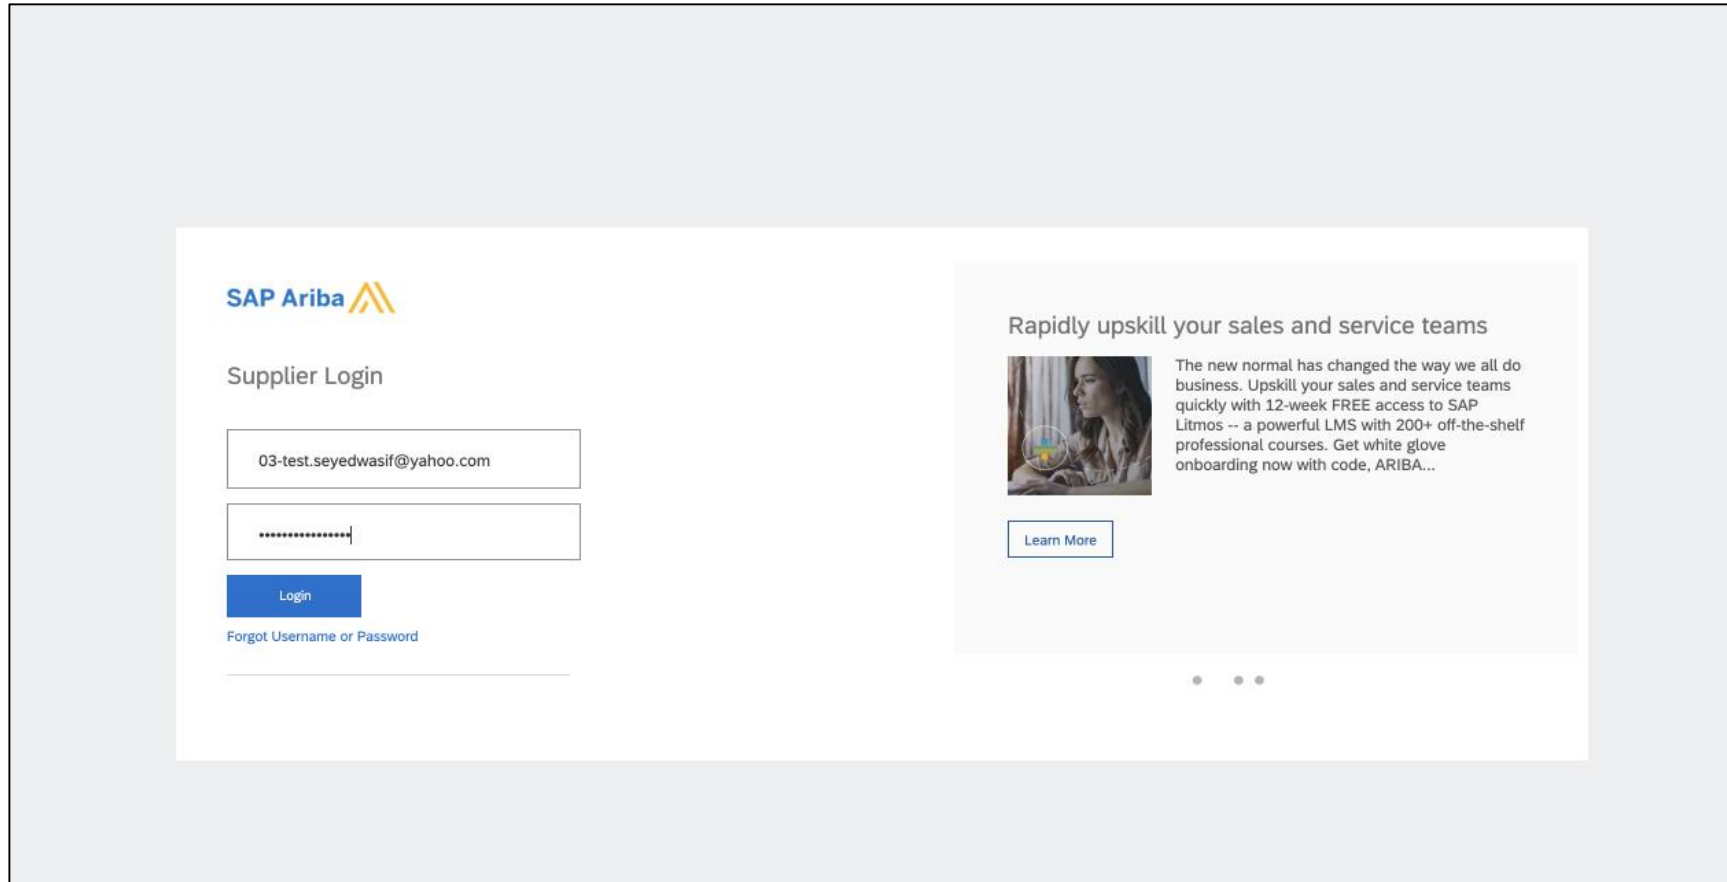 SAP Ariba
Supplier Login
03-test.seyedwasif@yahoo.com
••••••••••••••••
Login
Forgot Username or Password
Rapidly upskill your sales and service teams
The new normal has changed the way we all do
business. Upskill your sales and service teams
quickly with 12-week FREE access to SAP
Litmos -- a powerful LMS with 200+ off-the-shelf
professional courses. Get white glove
onboarding now with code, ARIBA...
Learn More